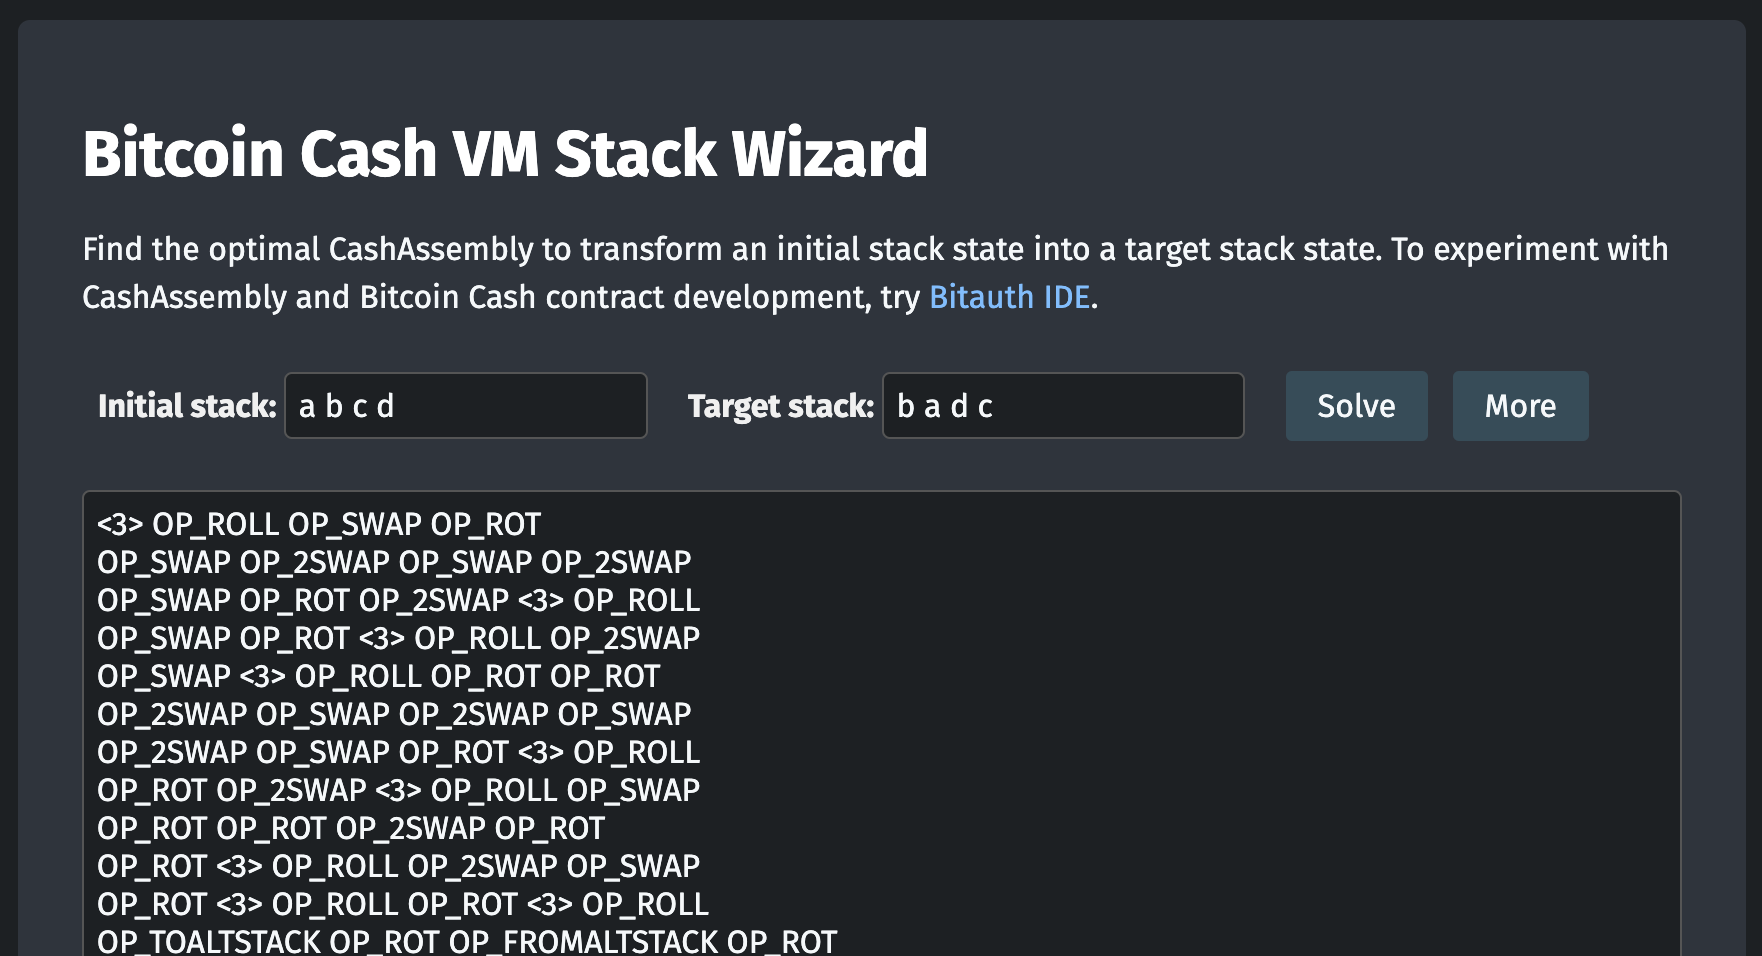 Bitcoin Cash VM Stack Wizard
Find the optimal CashAssembly to transform an initial stack state into a target stack state. To experiment with
CashAssembly and Bitcoin Cash contract development, try Bitauth IDE.
Initial stack: a b c d Target stack: b a d c Solve More
<3> OP_ROLL OP_SWAP OP_ROT
OP_SWAP OP_2SWAP OP_SWAP OP_2SWAP
OP_SWAP OP_ROT OP_2SWAP <3> OP_ROLL
OP_SWAP OP_ROT <3> OP_ROLL OP_2SWAP
OP_SWAP <3> OP_ROLL OP_ROT OP_ROT
OP_2SWAP OP_SWAP OP_2SWAP OP_SWAP
OP_2SWAP OP_SWAP OP_ROT <3> OP_ROLL
OP_ROT OP_2SWAP <3> OP_ROLL OP_SWAP
OP_ROT OP_ROT OP_2SWAP OP_ROT
OP_ROT <3> OP_ROLL OP_2SWAP OP_SWAP
OP_ROT <3> OP_ROLL OP_ROT <3> OP_ROLL
OP_TOALTSTACK OP_ROT OP_FROMALTSTACK OP_ROT